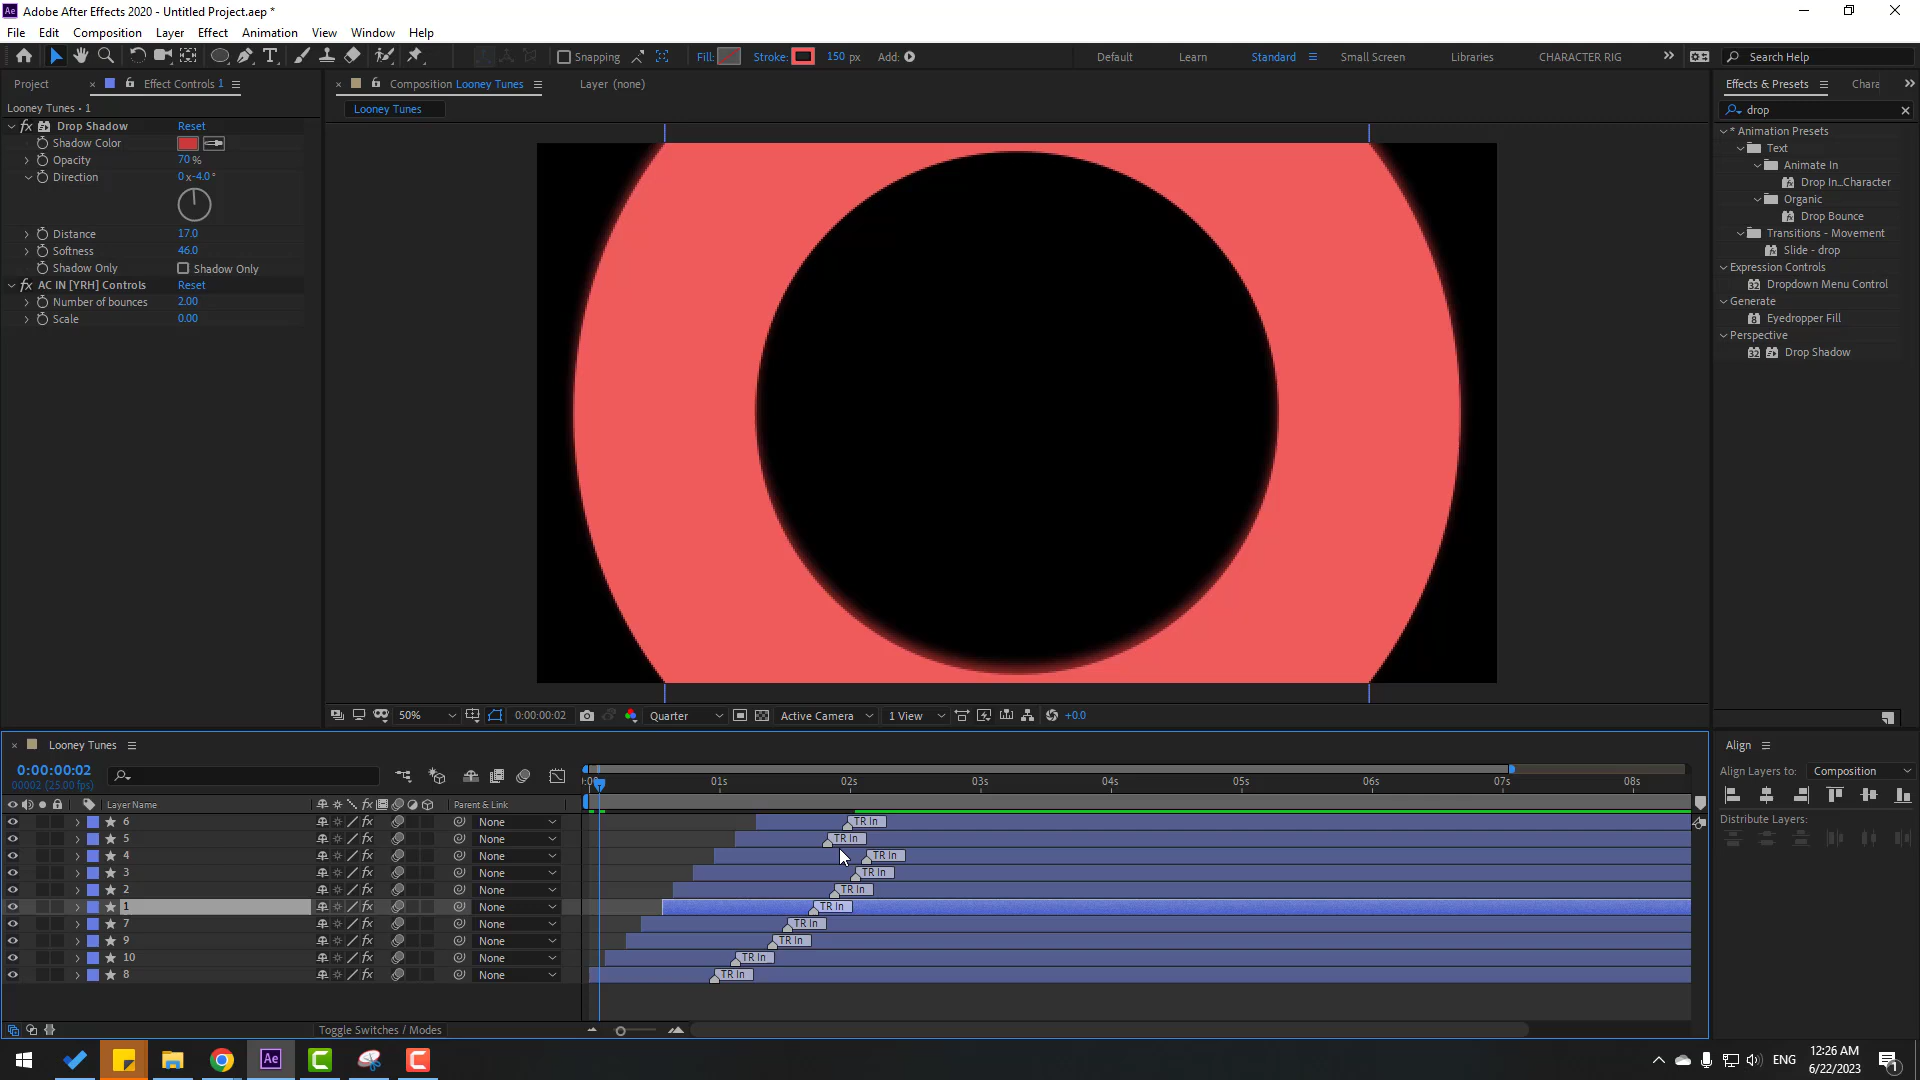 Adobe After Effects 2020 - Untitled Project.aep *
File Edit Composition Layer Effect Animation View Window Help
Snapping Fill: Stroke: 150 px Add: Default Learn Standard Small Screen Libraries CHARACTER RIG Search Help
Project Effect Controls 1 Composition Looney Tunes Layer (none) Effects & Presets Chara
Looney Tunes • 1
Looney Tunes
drop
Drop Shadow Reset
Shadow Color
Opacity 70 %
Direction 0 x-4.0°
Distance 17.0
Softness 46.0
Shadow Only Shadow Only
AC IN [YRH] Controls Reset
Number of bounces 2.00
Scale 0.00
* Animation Presets
Text
Animate In
Drop In...Character
Organic
Drop Bounce
Transitions - Movement
Slide - drop
Expression Controls
Dropdown Menu Control
Generate
Eyedropper Fill
Perspective
Drop Shadow
50% 0:00:00:02 Quarter Active Camera 1 View +0.0
Looney Tunes
0:00:00:02
00002 (25.00 fps)
01s 02s 03s 04s 05s 06s 07s 08s
Layer Name Parent & Link
6 None TR In
5 None TR In
4 None TR In
3 None TR In
2 None TR In
1 None TR In
7 None TR In
9 None TR In
10 None TR In
8 None TR In
Toggle Switches / Modes
Align
Align Layers to: Composition
Distribute Layers:
ENG
12:26 AM
6/22/2023